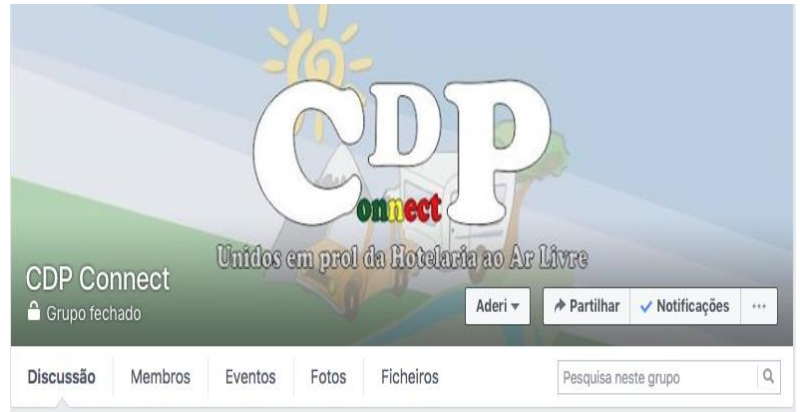 CDP
onnect
Unidos em prol da Hotelaria ao Ar Livre
CDP Connect
Grupo fechado
Aderi
Partilhar
Notificações
Discussão Membros Eventos Fotos Ficheiros
Pesquisa neste grupo